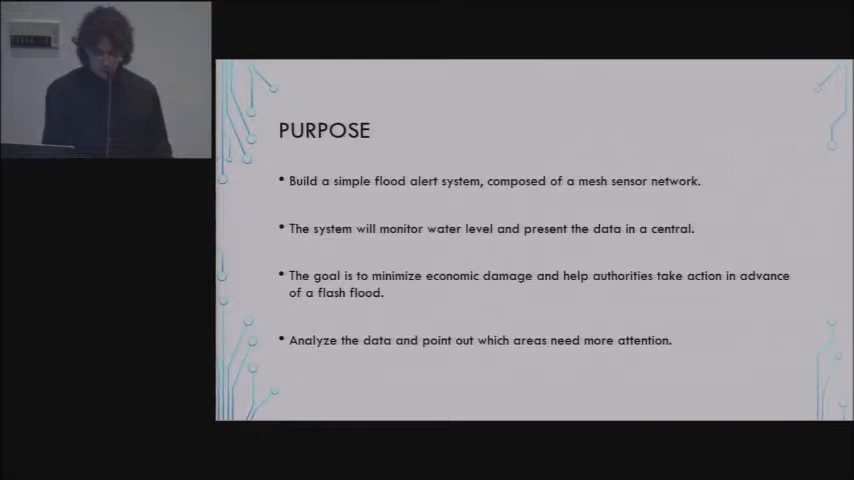 PURPOSE
• Build a simple flood alert system, composed of a mesh sensor network.
• The system will monitor water level and present the data in a central.
• The goal is to minimize economic damage and help authorities take action in advance
of a flash flood.
• Analyze the data and point out which areas need more attention.